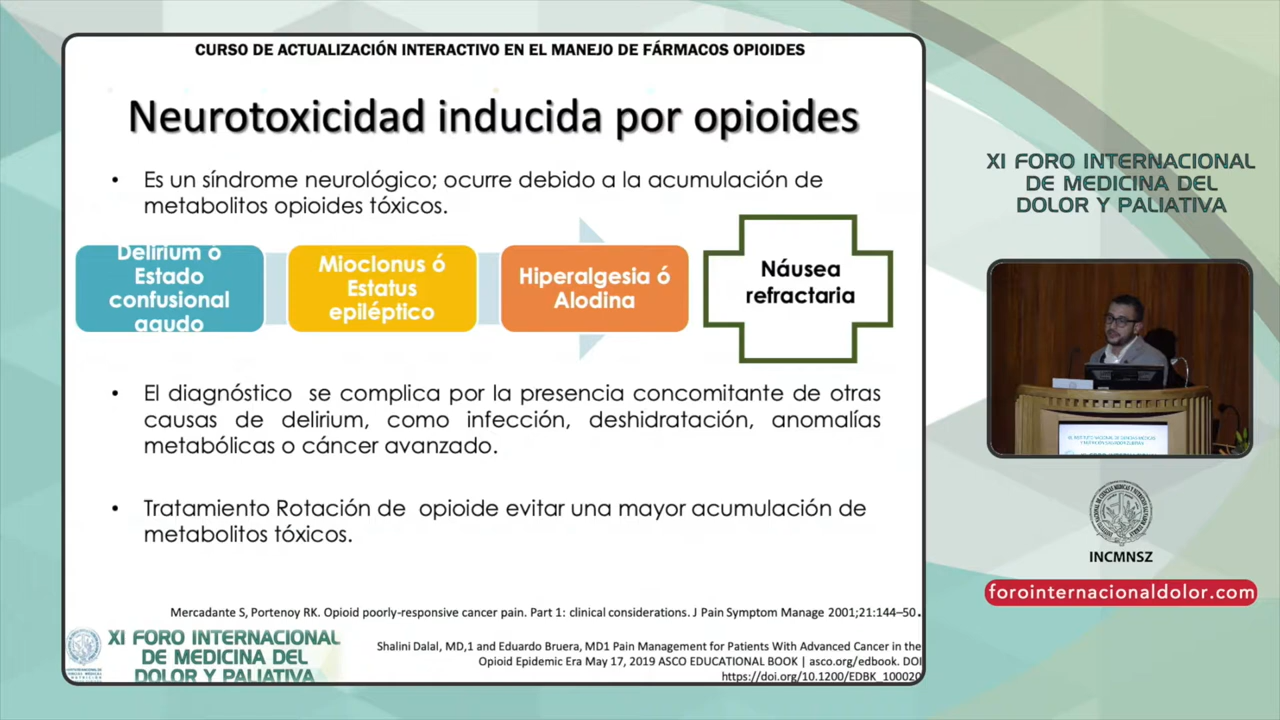 CURSO DE ACTUALIZACIÓN INTERACTIVO EN EL MANEJO DE FÁRMACOS OPIOIDES
Neurotoxicidad inducida por opioides
• Es un síndrome neurológico; ocurre debido a la acumulación de
metabolitos opioides tóxicos.
Delirium ó
Estado
confusional
agudo
Mioclonus ó
Estatus
epiléptico
Hiperalgesia ó
Alodina
Náusea
refractaria
• El diagnóstico se complica por la presencia concomitante de otras
causas de delirium, como infección, deshidratación, anomalías
metabólicas o cáncer avanzado.
• Tratamiento Rotación de opioide evitar una mayor acumulación de
metabolitos tóxicos.
Mercadante S, Portenoy RK. Opioid poorly-responsive cancer pain. Part 1: clinical considerations. J Pain Symptom Manage 2001;21:144–50.
Shalini Dalal, MD,1 and Eduardo Bruera, MD1 Pain Management for Patients With Advanced Cancer in the
Opioid Epidemic Era May 17, 2019 ASCO EDUCATIONAL BOOK | asco.org/edbook. DOI
https://doi.org/10.1200/EDBK_100020
XI FORO INTERNACIONAL
DE MEDICINA DEL
DOLOR Y PALIATIVA
XI FORO INTERNACIONAL
DE MEDICINA DEL
DOLOR Y PALIATIVA
INCMNSZ
forointernacionaldolor.com